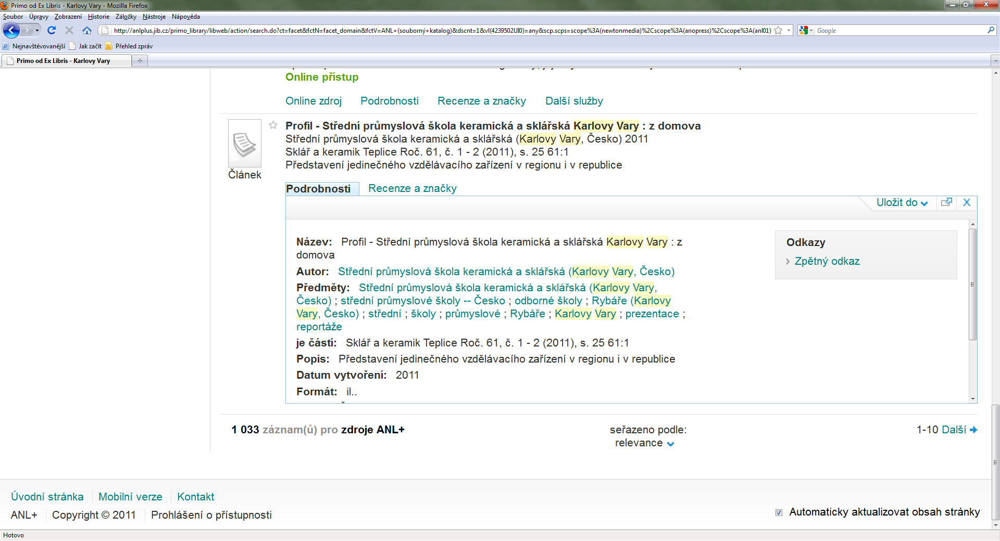 Primo od Ex Libris - Karlovy Vary - Mozilla Firefox
Soubor Úpravy Zobrazení Historie Záložky Nástroje Nápověda
http://anlplus.jib.cz/primo_library/libweb/action/search.do?ct=facet&fctN=facet_domain&fctV=ANL+(souborný+katalog)&dscnt=1&vl(4239502UI0)=any&scp.scps=scope%3A(newtonmedia)%2Cscope%3A(anopress)%2Cscope%3A(anl01) Google
Nejnavštěvovanější Jak začít Přehled zpráv
Primo od Ex Libris - Karlovy Vary
Online přístup
Online zdroj Podrobnosti Recenze a značky Další služby
Profil - Střední průmyslová škola keramická a sklářská Karlovy Vary : z domova
Střední průmyslová škola keramická a sklářská (Karlovy Vary, Česko) 2011
Sklář a keramik Teplice Roč. 61, č. 1 - 2 (2011), s. 25 61:1
Představení jedinečného vzdělávacího zařízení v regionu i v republice
Článek
Podrobnosti Recenze a značky
Uložit do X
Název: Profil - Střední průmyslová škola keramická a sklářská Karlovy Vary : z
domova
Autor: Střední průmyslová škola keramická a sklářská (Karlovy Vary, Česko)
Předměty: Střední průmyslová škola keramická a sklářská (Karlovy Vary,
Česko) ; střední průmyslové školy -- Česko ; odborné školy ; Rybáře (Karlovy
Vary, Česko) ; střední ; školy ; průmyslové ; Rybáře ; Karlovy Vary ; prezentace ;
reportáže
je částí: Sklář a keramik Teplice Roč. 61, č. 1 - 2 (2011), s. 25 61:1
Popis: Představení jedinečného vzdělávacího zařízení v regionu i v republice
Datum vytvoření: 2011
Formát: il..
Odkazy
Zpětný odkaz
1 033 záznam(ů) pro zdroje ANL+
seřazeno podle:
relevance
1-10 Další
Úvodní stránka Mobilní verze Kontakt
ANL+ Copyright © 2011 Prohlášení o přístupnosti
Automaticky aktualizovat obsah stránky
Hotovo